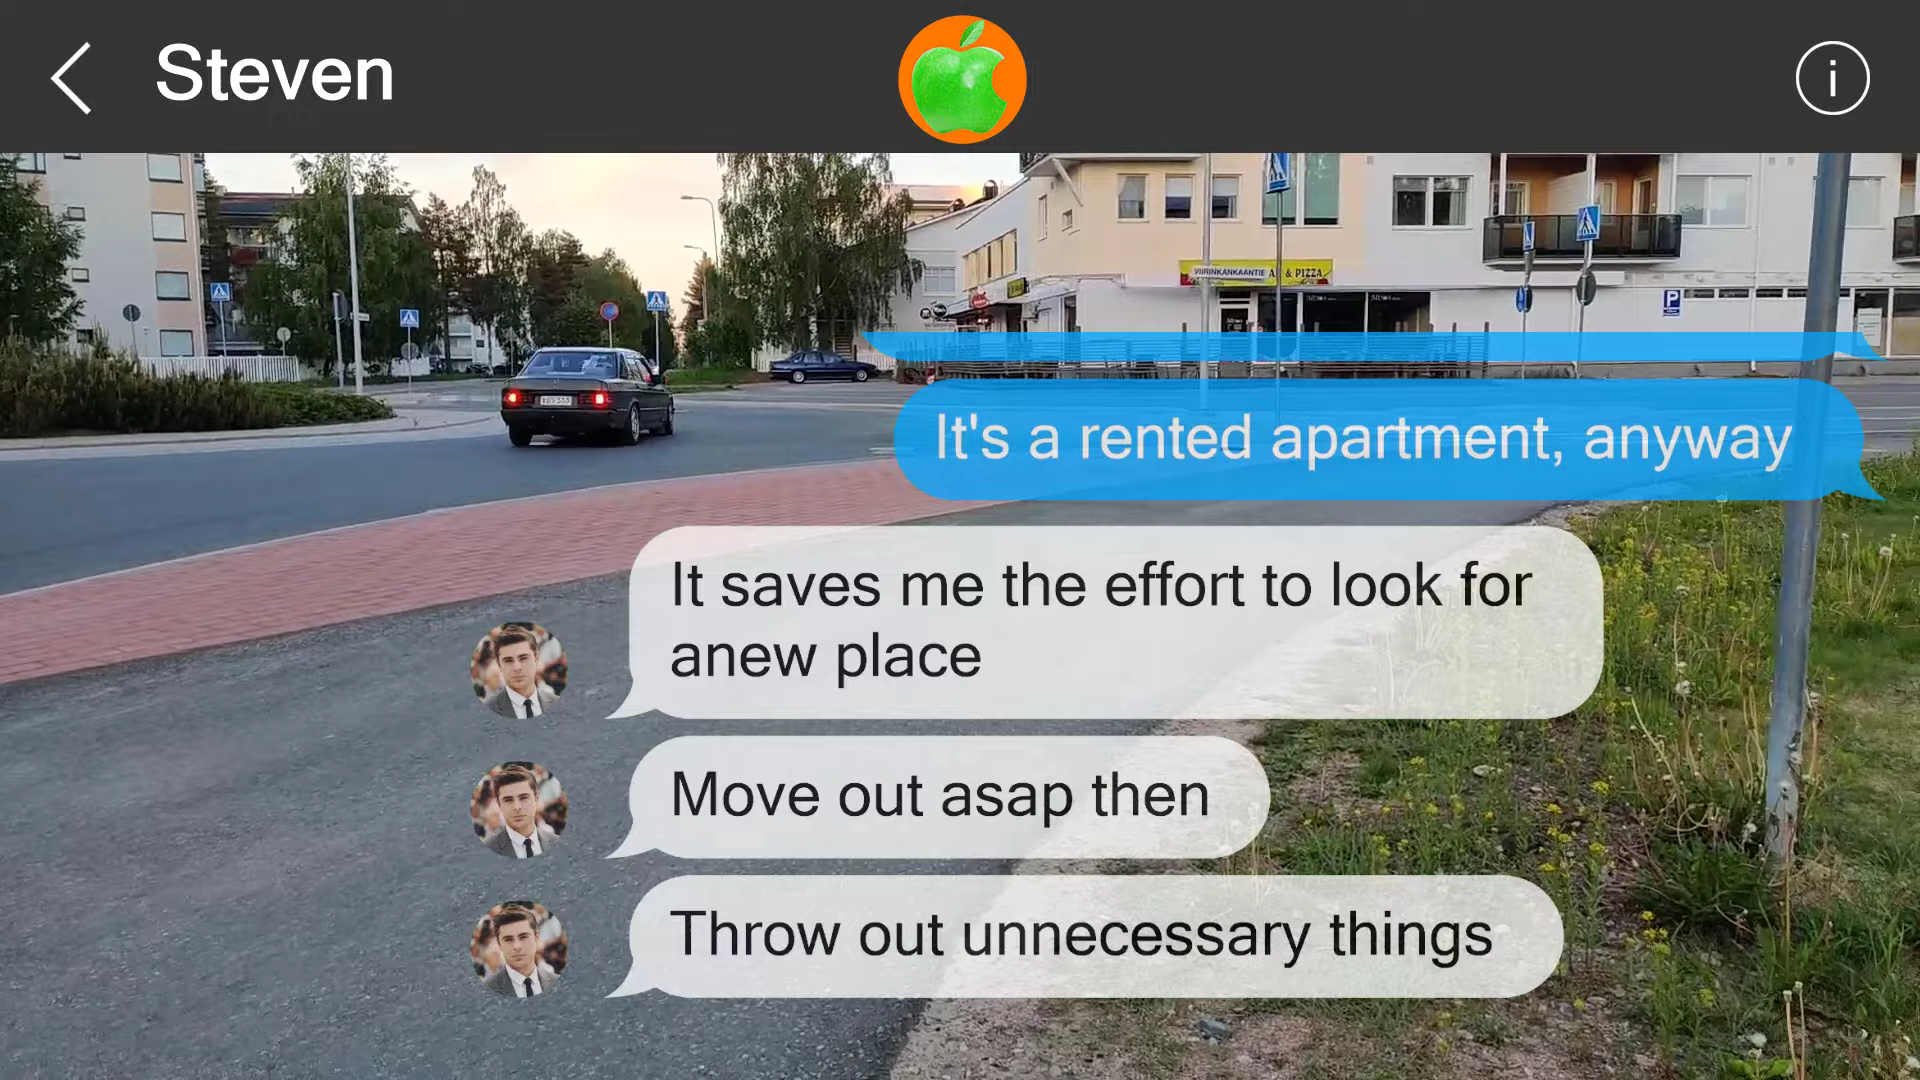 Steven
i
VIIRINKANKAANTIE
& PIZZA
P
It's a rented apartment, anyway
It saves me the effort to look for
anew place
Move out asap then
Throw out unnecessary things